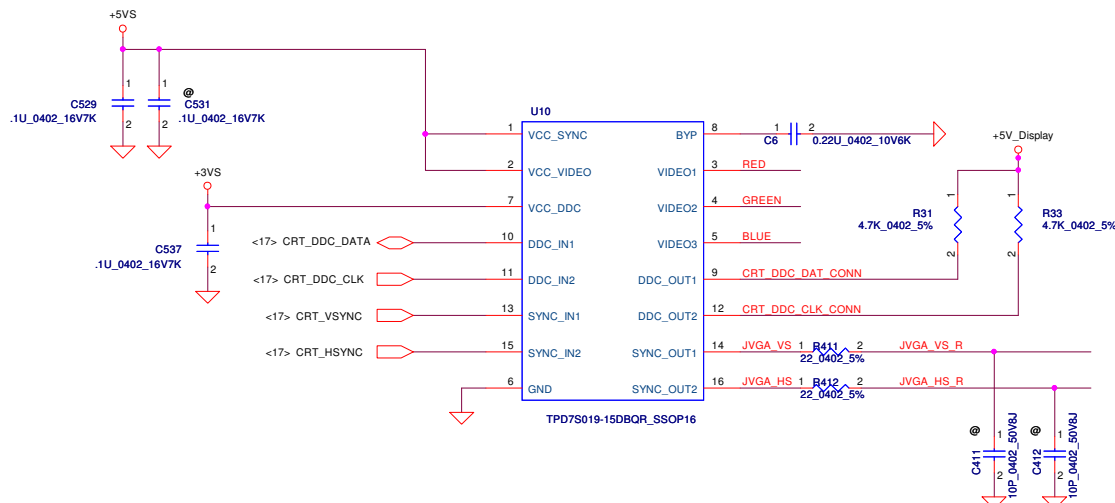 +5VS
1
2
C529
.1U_0402_16V7K
1
2
@
C531
.1U_0402_16V7K
+3VS
1
2
C537
.1U_0402_16V7K
<17> CRT_DDC_DATA
<17> CRT_DDC_CLK
<17> CRT_VSYNC
<17> CRT_HSYNC
U10
1 VCC_SYNC
2 VCC_VIDEO
7 VCC_DDC
10 DDC_IN1
11 DDC_IN2
13 SYNC_IN1
15 SYNC_IN2
6 GND
BYP 8
VIDEO1 3 RED
VIDEO2 4 GREEN
VIDEO3 5 BLUE
DDC_OUT1 9 CRT_DDC_DAT_CONN
DDC_OUT2 12 CRT_DDC_CLK_CONN
SYNC_OUT1 14 JVGA_VS 1 R411 2 JVGA_VS_R
22_0402_5%
SYNC_OUT2 16 JVGA_HS 1 R412 2 JVGA_HS_R
22_0402_5%
TPD7S019-15DBQR_SSOP16
1 2
C6 0.22U_0402_10V6K
+5V_Display
1
R31
4.7K_0402_5%
2
1
R33
4.7K_0402_5%
2
@
1
2
C411
10P_0402_50V8J
@
1
2
C412
10P_0402_50V8J